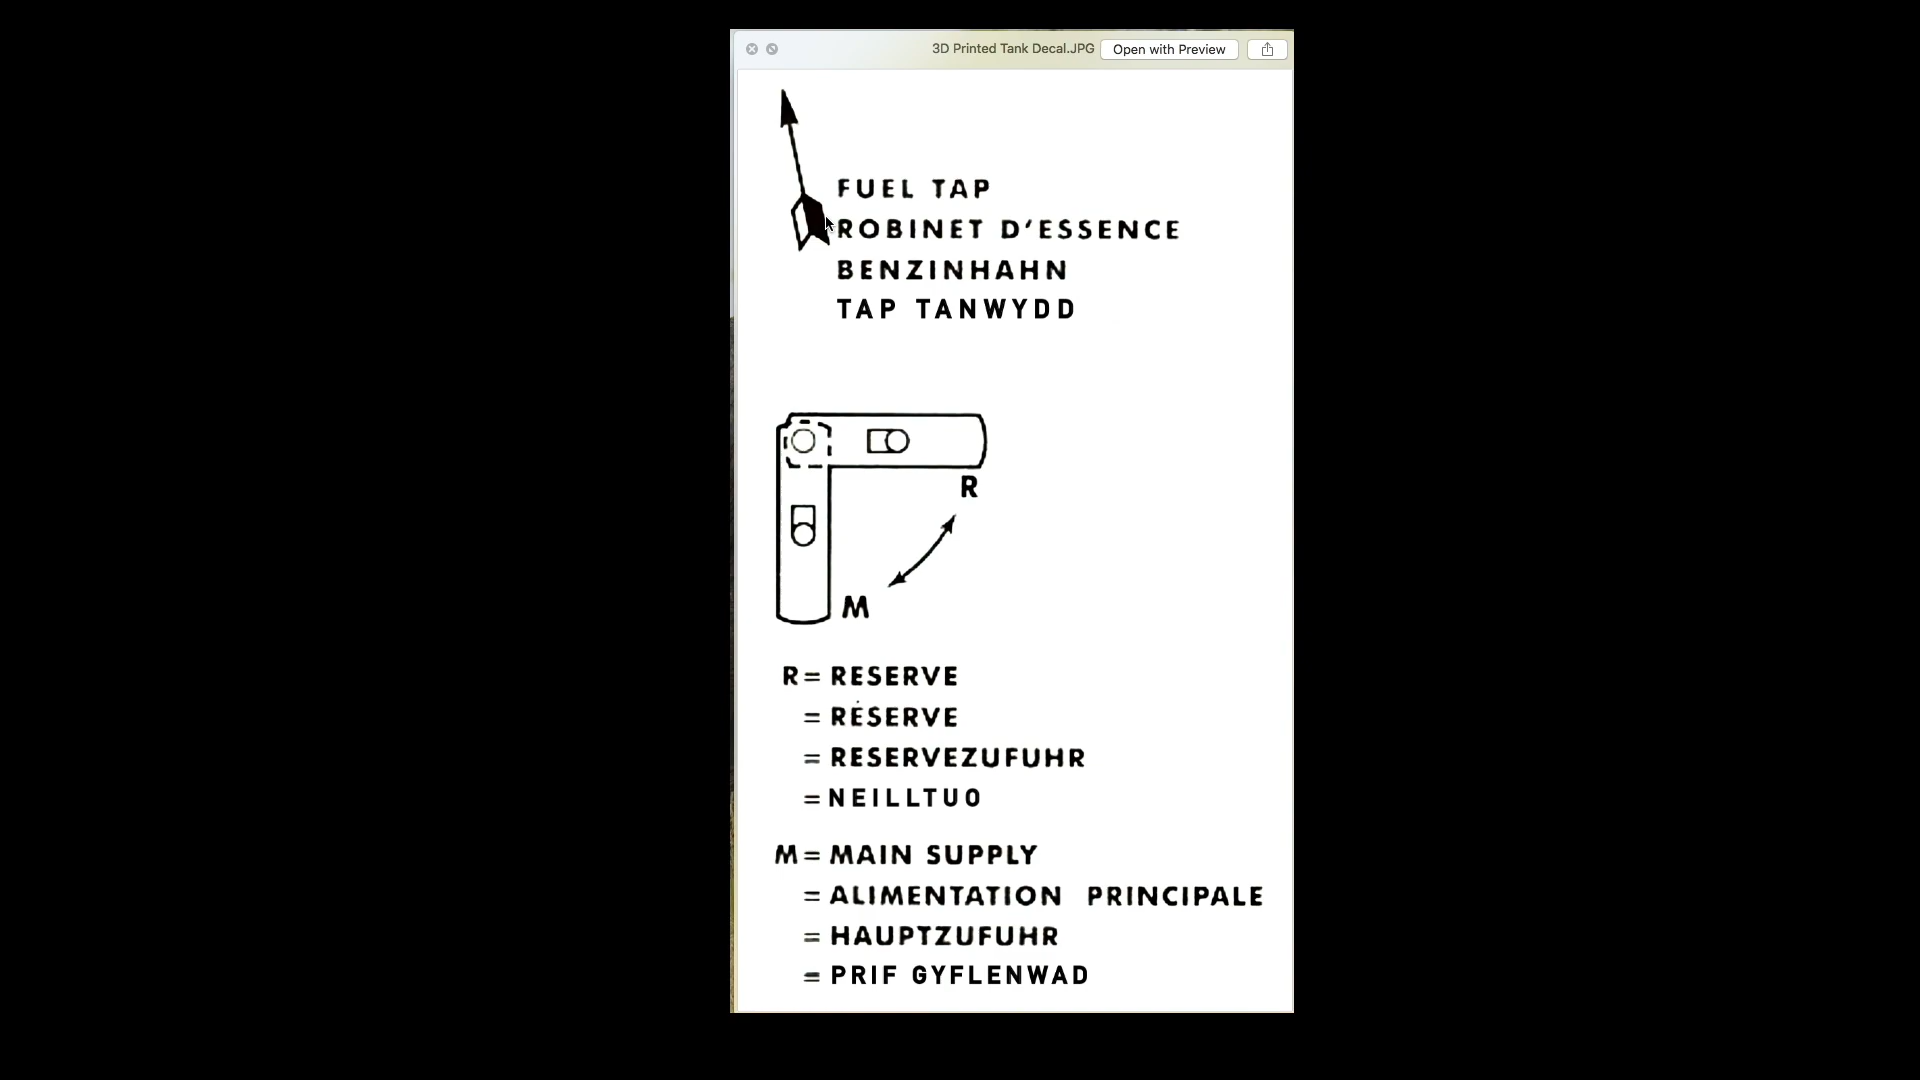 3D Printed Tank Decal.JPG Open with Preview
FUEL TAP
ROBINET D'ESSENCE
BENZINHAHN
TAP TANWYDD
R
M
R= RESERVE
= RÉSERVE
= RESERVEZUFUHR
= NEILLTUO
M= MAIN SUPPLY
= ALIMENTATION PRINCIPALE
= HAUPTZUFUHR
= PRIF GYFLENWAD